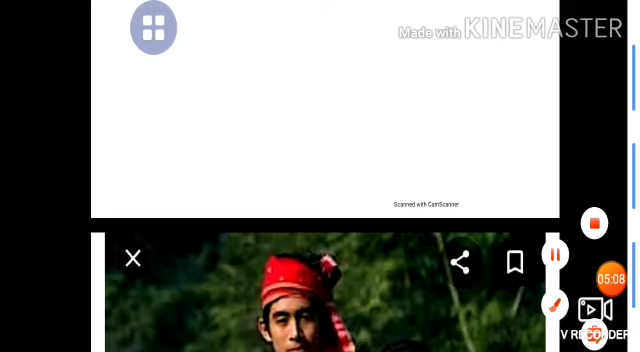 Made with KINEMASTER
Scanned with CamScanner
05:08
V RECORDER